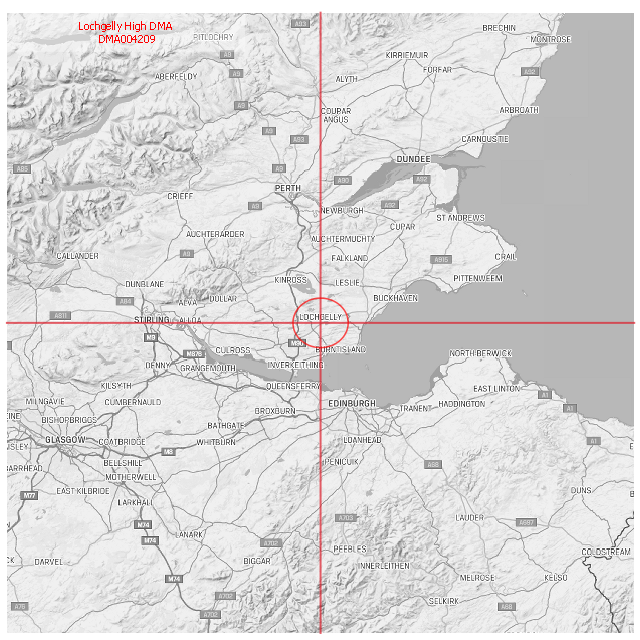 Lochgelly High DMA
DMA004209
A93
BRECHIN
PITLOCHRY
MONTROSE
A9
KIRRIEMUIR
FORFAR
A9
ABERFELDY
ALYTH
A92
A9
COUPAR
ANGUS
ARBROATH
A9
A93
CARNOUSTIE
DUNDEE
A85
A9
A90
A92
PERTH
CRIEFF
A9
A92
NEWBURGH
ST ANDREWS
CUPAR
AUCHTERARDER
AUCHTERMUCHTY
CALLANDER
A9
FALKLAND
A915
CRAIL
DUNBLANE
KINROSS
LESLIE
PITTENWEEM
A84
ALVA
DOLLAR
BUCKHAVEN
A811
STIRLING
ALLOA
LOCHGELLY
M9
M90
M876
CULROSS
BURNTISLAND
NORTH BERWICK
DENNY
GRANGEMOUTH
INVERKEITHING
KILSYTH
QUEENSFERRY
EAST LINTON
A1
MILNGAVIE
CUMBERNAULD
EDINBURGH
HADDINGTON
TRANENT
A1
BROXBURN
BISHOPBRIGGS
BATHGATE
GLASGOW
COATBRIDGE
WHITBURN
LOANHEAD
A1
M8
BELLSHILL
PENICUIK
A68
BARRHEAD
MOTHERWELL
EAST KILBRIDE
DUNS
M77
LARKHALL
A703
LAUDER
A697
M74
LANARK
M74
A702
PEEBLES
COLDSTREAM
DARVEL
BIGGAR
INNERLEITHEN
M74
MELROSE
KELSO
A702
SELKIRK
A76
A68
A702